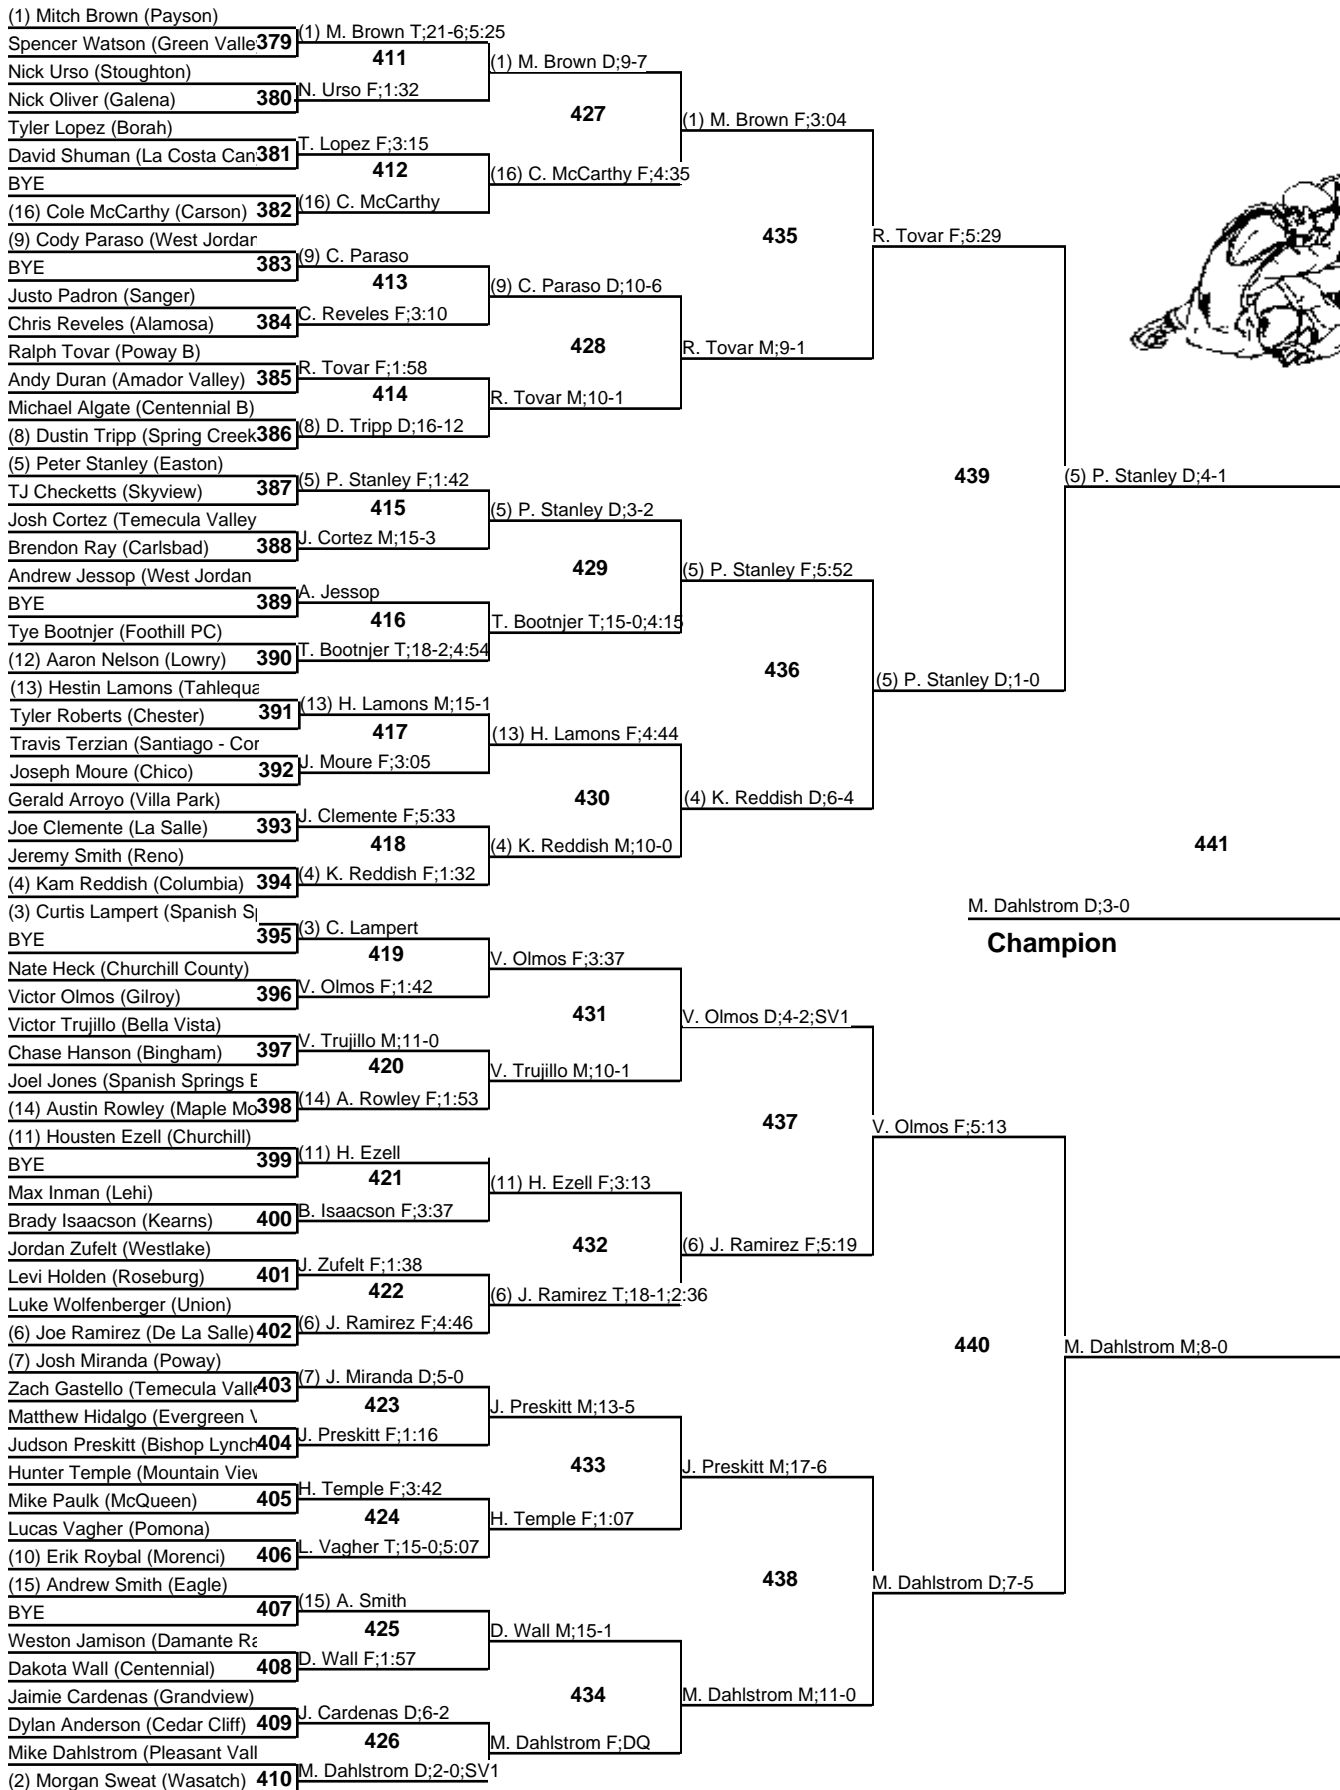 (1) Mitch Brown (Payson)
Spencer Watson (Green Valle
379
Nick Urso (Stoughton)
Nick Oliver (Galena)
380
Tyler Lopez (Borah)
David Shuman (La Costa Can
381
BYE
(16) Cole McCarthy (Carson)
382
(9) Cody Paraso (West Jordan
BYE
383
Justo Padron (Sanger)
Chris Reveles (Alamosa)
384
Ralph Tovar (Poway B)
Andy Duran (Amador Valley)
385
Michael Algate (Centennial B)
(8) Dustin Tripp (Spring Creek
386
(5) Peter Stanley (Easton)
TJ Checketts (Skyview)
387
Josh Cortez (Temecula Valley
Brendon Ray (Carlsbad)
388
Andrew Jessop (West Jordan
BYE
389
Tye Bootnjer (Foothill PC)
(12) Aaron Nelson (Lowry)
390
(13) Hestin Lamons (Tahlequa
Tyler Roberts (Chester)
391
Travis Terzian (Santiago - Cor
Joseph Moure (Chico)
392
Gerald Arroyo (Villa Park)
Joe Clemente (La Salle)
393
Jeremy Smith (Reno)
(4) Kam Reddish (Columbia)
394
(3) Curtis Lampert (Spanish Sp
BYE
395
Nate Heck (Churchill County)
Victor Olmos (Gilroy)
396
Victor Trujillo (Bella Vista)
Chase Hanson (Bingham)
397
Joel Jones (Spanish Springs B
(14) Austin Rowley (Maple Mo
398
(11) Housten Ezell (Churchill)
BYE
399
Max Inman (Lehi)
Brady Isaacson (Kearns)
400
Jordan Zufelt (Westlake)
Levi Holden (Roseburg)
401
Luke Wolfenberger (Union)
(6) Joe Ramirez (De La Salle)
402
(7) Josh Miranda (Poway)
Zach Gastello (Temecula Valle
403
Matthew Hidalgo (Evergreen V
Judson Preskitt (Bishop Lynch
404
Hunter Temple (Mountain View
Mike Paulk (McQueen)
405
Lucas Vagher (Pomona)
(10) Erik Roybal (Morenci)
406
(15) Andrew Smith (Eagle)
BYE
407
Weston Jamison (Damante Ra
Dakota Wall (Centennial)
408
Jaimie Cardenas (Grandview)
Dylan Anderson (Cedar Cliff)
409
Mike Dahlstrom (Pleasant Vall
(2) Morgan Sweat (Wasatch)
410
(1) M. Brown T;21-6;5:25
411
N. Urso F;1:32
T. Lopez F;3:15
412
(16) C. McCarthy
(9) C. Paraso
413
C. Reveles F;3:10
R. Tovar F;1:58
414
(8) D. Tripp D;16-12
(5) P. Stanley F;1:42
415
J. Cortez M;15-3
A. Jessop
416
T. Bootnjer T;18-2;4:54
(13) H. Lamons M;15-1
417
J. Moure F;3:05
J. Clemente F;5:33
418
(4) K. Reddish F;1:32
(3) C. Lampert
419
V. Olmos F;1:42
V. Trujillo M;11-0
420
(14) A. Rowley F;1:53
(11) H. Ezell
421
B. Isaacson F;3:37
J. Zufelt F;1:38
422
(6) J. Ramirez F;4:46
(7) J. Miranda D;5-0
423
J. Preskitt F;1:16
H. Temple F;3:42
424
L. Vagher T;15-0;5:07
(15) A. Smith
425
D. Wall F;1:57
J. Cardenas D;6-2
426
M. Dahlstrom D;2-0;SV1
(1) M. Brown D;9-7
427
(16) C. McCarthy F;4:35
(9) C. Paraso D;10-6
428
R. Tovar M;10-1
(5) P. Stanley D;3-2
429
T. Bootnjer T;15-0;4:15
(13) H. Lamons F;4:44
430
(4) K. Reddish M;10-0
V. Olmos F;3:37
431
V. Trujillo M;10-1
(11) H. Ezell F;3:13
432
(6) J. Ramirez T;18-1;2:36
J. Preskitt M;13-5
433
H. Temple F;1:07
D. Wall M;15-1
434
M. Dahlstrom F;DQ
(1) M. Brown F;3:04
435
R. Tovar M;9-1
(5) P. Stanley F;5:52
436
(4) K. Reddish D;6-4
V. Olmos D;4-2;SV1
437
(6) J. Ramirez F;5:19
J. Preskitt M;17-6
438
M. Dahlstrom M;11-0
R. Tovar F;5:29
439
(5) P. Stanley D;1-0
V. Olmos F;5:13
440
M. Dahlstrom D;7-5
(5) P. Stanley D;4-1
441
M. Dahlstrom M;8-0
M. Dahlstrom D;3-0
Champion